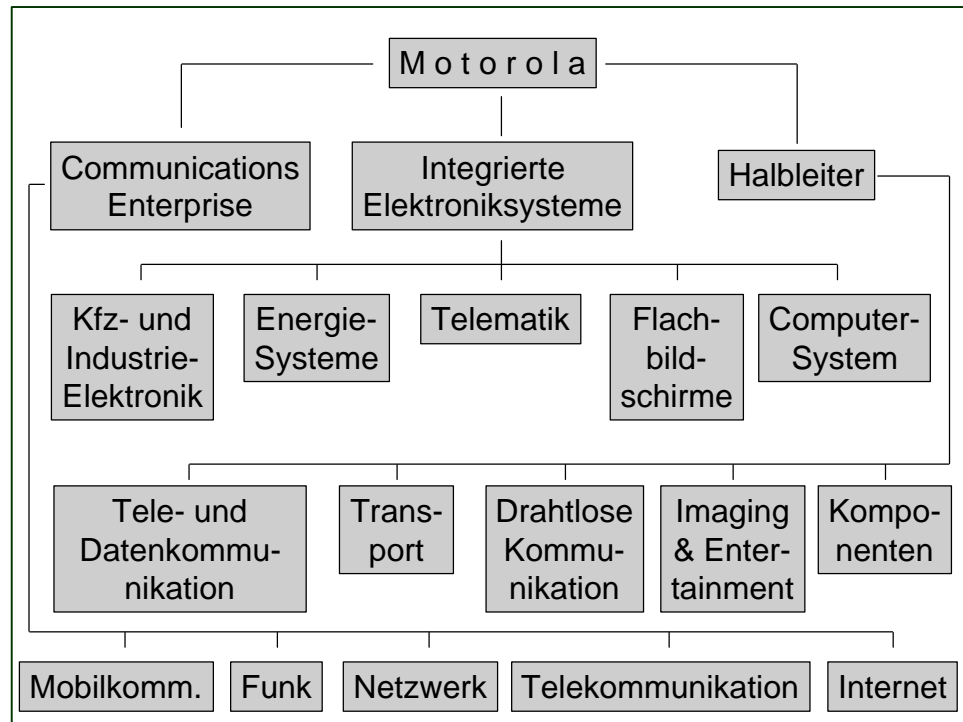 Motorola
Communications
Enterprise
Integrierte
Elektroniksysteme
Halbleiter
Kfz- und
Industrie-
Elektronik
Energie-
Systeme
Telematik
Flach-
bild-
schirme
Computer-
System
Tele- und
Datenkommu-
nikation
Trans-
port
Drahtlose
Kommu-
nikation
Imaging
& Enter-
tainment
Kompo-
nenten
Mobilkomm.
Funk
Netzwerk
Telekommunikation
Internet